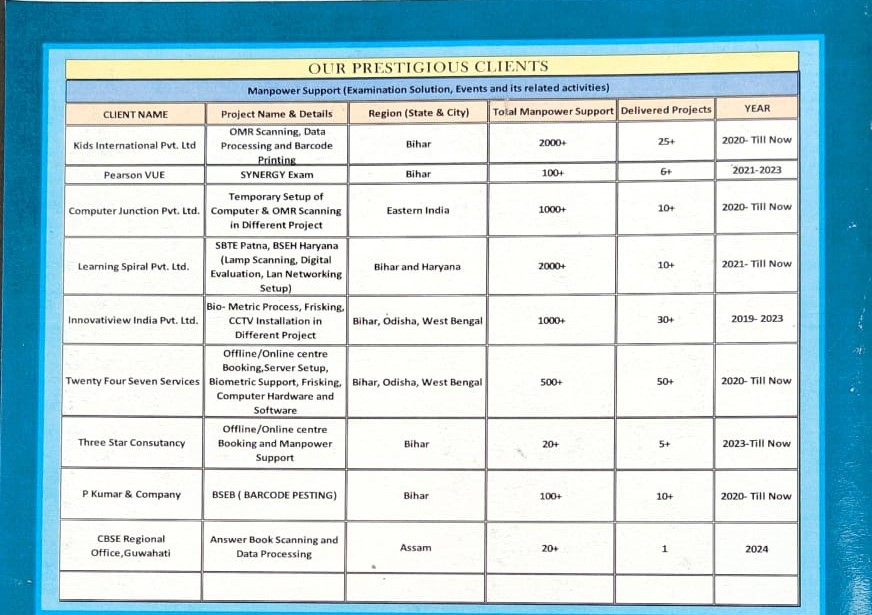 OUR PRESTIGIOUS CLIENTS
Manpower Support (Examination Solution, Events and its related activities)
CLIENT NAME Project Name & Details Region (State & City) Total Manpower Support Delivered Projects YEAR
Kids International Pvt. Ltd
OMR Scanning, Data
Processing and Barcode
Printing
Bihar 2000+ 25+ 2020- Till Now
Pearson VUE SYNERGY Exam Bihar 100+ 6+ 2021-2023
Computer Junction Pvt. Ltd.
Temporary Setup of
Computer & OMR Scanning
in Different Project
Eastern India 1000+ 10+ 2020- Till Now
Learning Spiral Pvt. Ltd.
SBTE Patna, BSEH Haryana
(Lamp Scanning, Digital
Evaluation, Lan Networking
Setup)
Bihar and Haryana 2000+ 10+ 2021- Till Now
Innovatiview India Pvt. Ltd.
Bio- Metric Process, Frisking,
CCTV Installation in
Different Project
Bihar, Odisha, West Bengal 1000+ 30+ 2019- 2023
Twenty Four Seven Services
Offline/Online centre
Booking,Server Setup,
Biometric Support, Frisking,
Computer Hardware and
Software
Bihar, Odisha, West Bengal 500+ 50+ 2020- Till Now
Three Star Consutancy
Offline/Online centre
Booking and Manpower
Support
Bihar 20+ 5+ 2023-Till Now
P Kumar & Company BSEB ( BARCODE PESTING) Bihar 100+ 10+ 2020- Till Now
CBSE Regional
Office,Guwahati
Answer Book Scanning and
Data Processing
Assam 20+ 1 2024